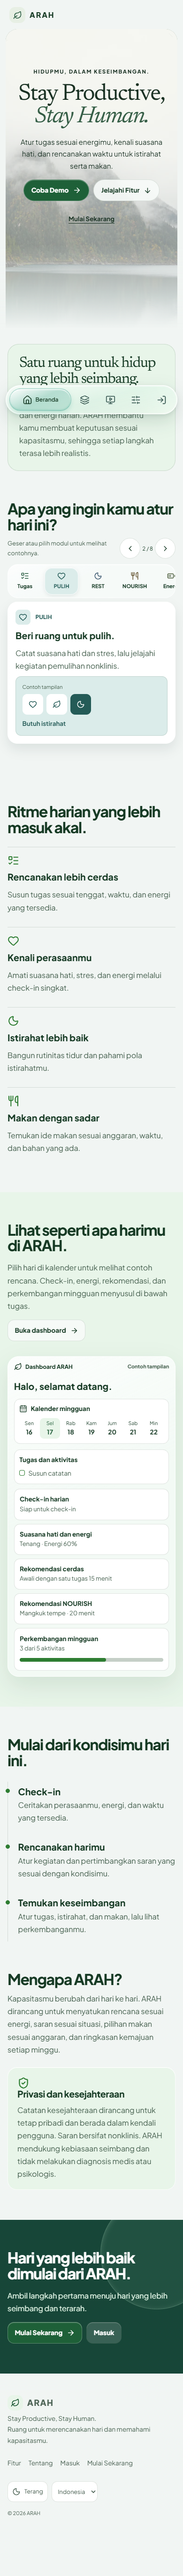 ARAH
HIDUPMU, DALAM KESEIMBANGAN.
Stay Productive,
Stay Human.
Atur tugas sesuai energimu, kenali suasana
hati, dan rencanakan waktu untuk istirahat
serta makan.
Coba Demo
Jelajahi Fitur
Mulai Sekarang
Satu ruang untuk hidup
yang lebih seimbang.
Beranda
dan energi harian. ARAH membantu
kamu membuat keputusan sesuai
kapasitasmu, sehingga setiap langkah
terasa lebih realistis.
Apa yang ingin kamu atur
hari ini?
Geser atau pilih modul untuk melihat
contohnya.
2 / 8
Tugas
PULIH
REST
NOURISH
Ener
PULIH
Beri ruang untuk pulih.
Catat suasana hati dan stres, lalu jelajahi
kegiatan pemulihan nonklinis.
Contoh tampilan
Butuh istirahat
Ritme harian yang lebih
masuk akal.
Rencanakan lebih cerdas
Susun tugas sesuai tenggat, waktu, dan energi
yang tersedia.
Kenali perasaanmu
Amati suasana hati, stres, dan energi melalui
check-in singkat.
Istirahat lebih baik
Bangun rutinitas tidur dan pahami pola
istirahatmu.
Makan dengan sadar
Temukan ide makan sesuai anggaran, waktu,
dan bahan yang ada.
Lihat seperti apa harimu
di ARAH.
Pilih hari di kalender untuk melihat contoh
rencana. Check-in, energi, rekomendasi, dan
perkembangan mingguan menyusul di bawah
tugas.
Buka dashboard
Dashboard ARAH
Contoh tampilan
Halo, selamat datang.
Kalender mingguan
Sen Sel Rab Kam Jum Sab Min
16 17 18 19 20 21 22
Tugas dan aktivitas
Susun catatan
Check-in harian
Siap untuk check-in
Suasana hati dan energi
Tenang · Energi 60%
Rekomendasi cerdas
Awali dengan satu tugas 15 menit
Rekomendasi NOURISH
Mangkuk tempe · 20 menit
Perkembangan mingguan
3 dari 5 aktivitas
Mulai dari kondisimu hari
ini.
Check-in
Ceritakan perasaanmu, energi, dan waktu
yang tersedia.
Rencanakan harimu
Atur kegiatan dan pertimbangkan saran yang
sesuai dengan kondisimu.
Temukan keseimbangan
Atur tugas, istirahat, dan makan, lalu lihat
perkembanganmu.
Mengapa ARAH?
Kapasitasmu berubah dari hari ke hari. ARAH
dirancang untuk menyatukan rencana sesuai
energi, saran sesuai situasi, pilihan makan
sesuai anggaran, dan ringkasan kemajuan
setiap minggu.
Privasi dan kesejahteraan
Catatan kesejahteraan dirancang untuk
tetap pribadi dan berada dalam kendali
pengguna. Saran bersifat nonklinis. ARAH
mendukung kebiasaan seimbang dan
tidak melakukan diagnosis medis atau
psikologis.
Hari yang lebih baik
dimulai dari ARAH.
Ambil langkah pertama menuju hari yang lebih
seimbang dan terarah.
Mulai Sekarang
Masuk
ARAH
Stay Productive, Stay Human.
Ruang untuk merencanakan hari dan memahami
kapasitasmu.
Fitur Tentang Masuk Mulai Sekarang
Terang
Indonesia
© 2026 ARAH